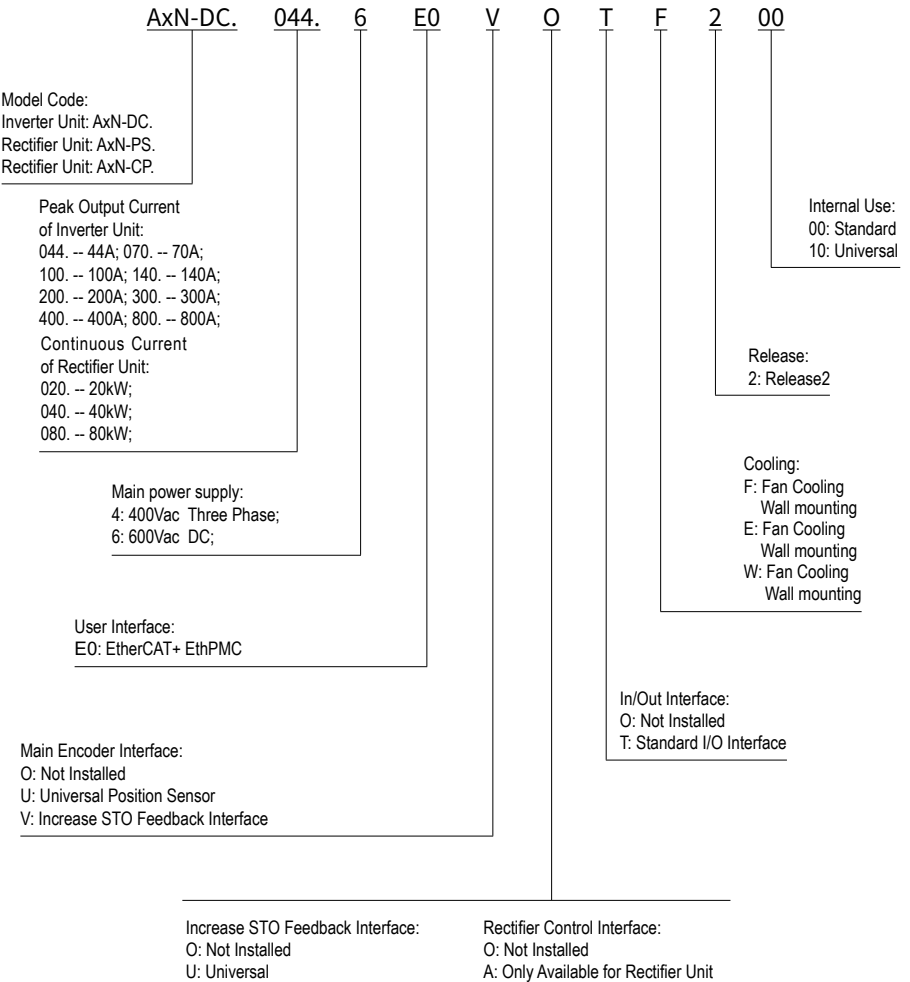 AxN-DC. 044. 6 E0 V O T F 2 00
Model Code:
Inverter Unit: AxN-DC.
Rectifier Unit: AxN-PS.
Rectifier Unit: AxN-CP.
Peak Output Current
of Inverter Unit:
044. -- 44A; 070. -- 70A;
100. -- 100A; 140. -- 140A;
200. -- 200A; 300. -- 300A;
400. -- 400A; 800. -- 800A;
Continuous Current
of Rectifier Unit:
020. -- 20kW;
040. -- 40kW;
080. -- 80kW;
Main power supply:
4: 400Vac Three Phase;
6: 600Vac DC;
User Interface:
E0: EtherCAT+ EthPMC
Main Encoder Interface:
O: Not Installed
U: Universal Position Sensor
V: Increase STO Feedback Interface
Increase STO Feedback Interface:
O: Not Installed
U: Universal
Rectifier Control Interface:
O: Not Installed
A: Only Available for Rectifier Unit
In/Out Interface:
O: Not Installed
T: Standard I/O Interface
Cooling:
F: Fan Cooling
Wall mounting
E: Fan Cooling
Wall mounting
W: Fan Cooling
Wall mounting
Release:
2: Release2
Internal Use:
00: Standard
10: Universal